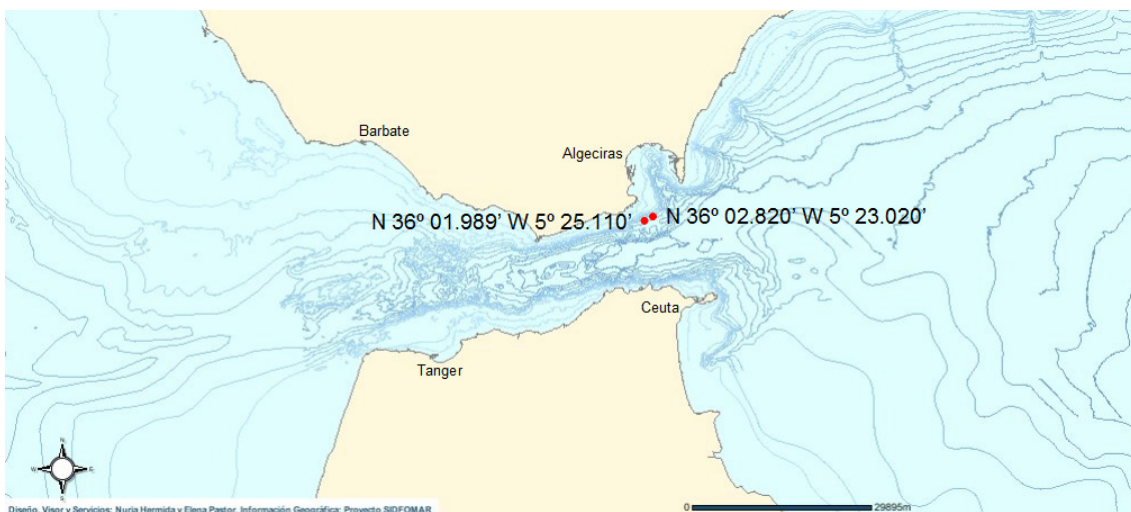 Barbate
Algeciras
N 36º 01.989' W 5º 25.110'
N 36º 02.820' W 5º 23.020'
Ceuta
Tanger
N
W
E
S
0 29895m
Diseño, Visor y Servicios: Nuria Hermida y Elena Pastor. Información Geográfica: Proyecto SIDEOMAR